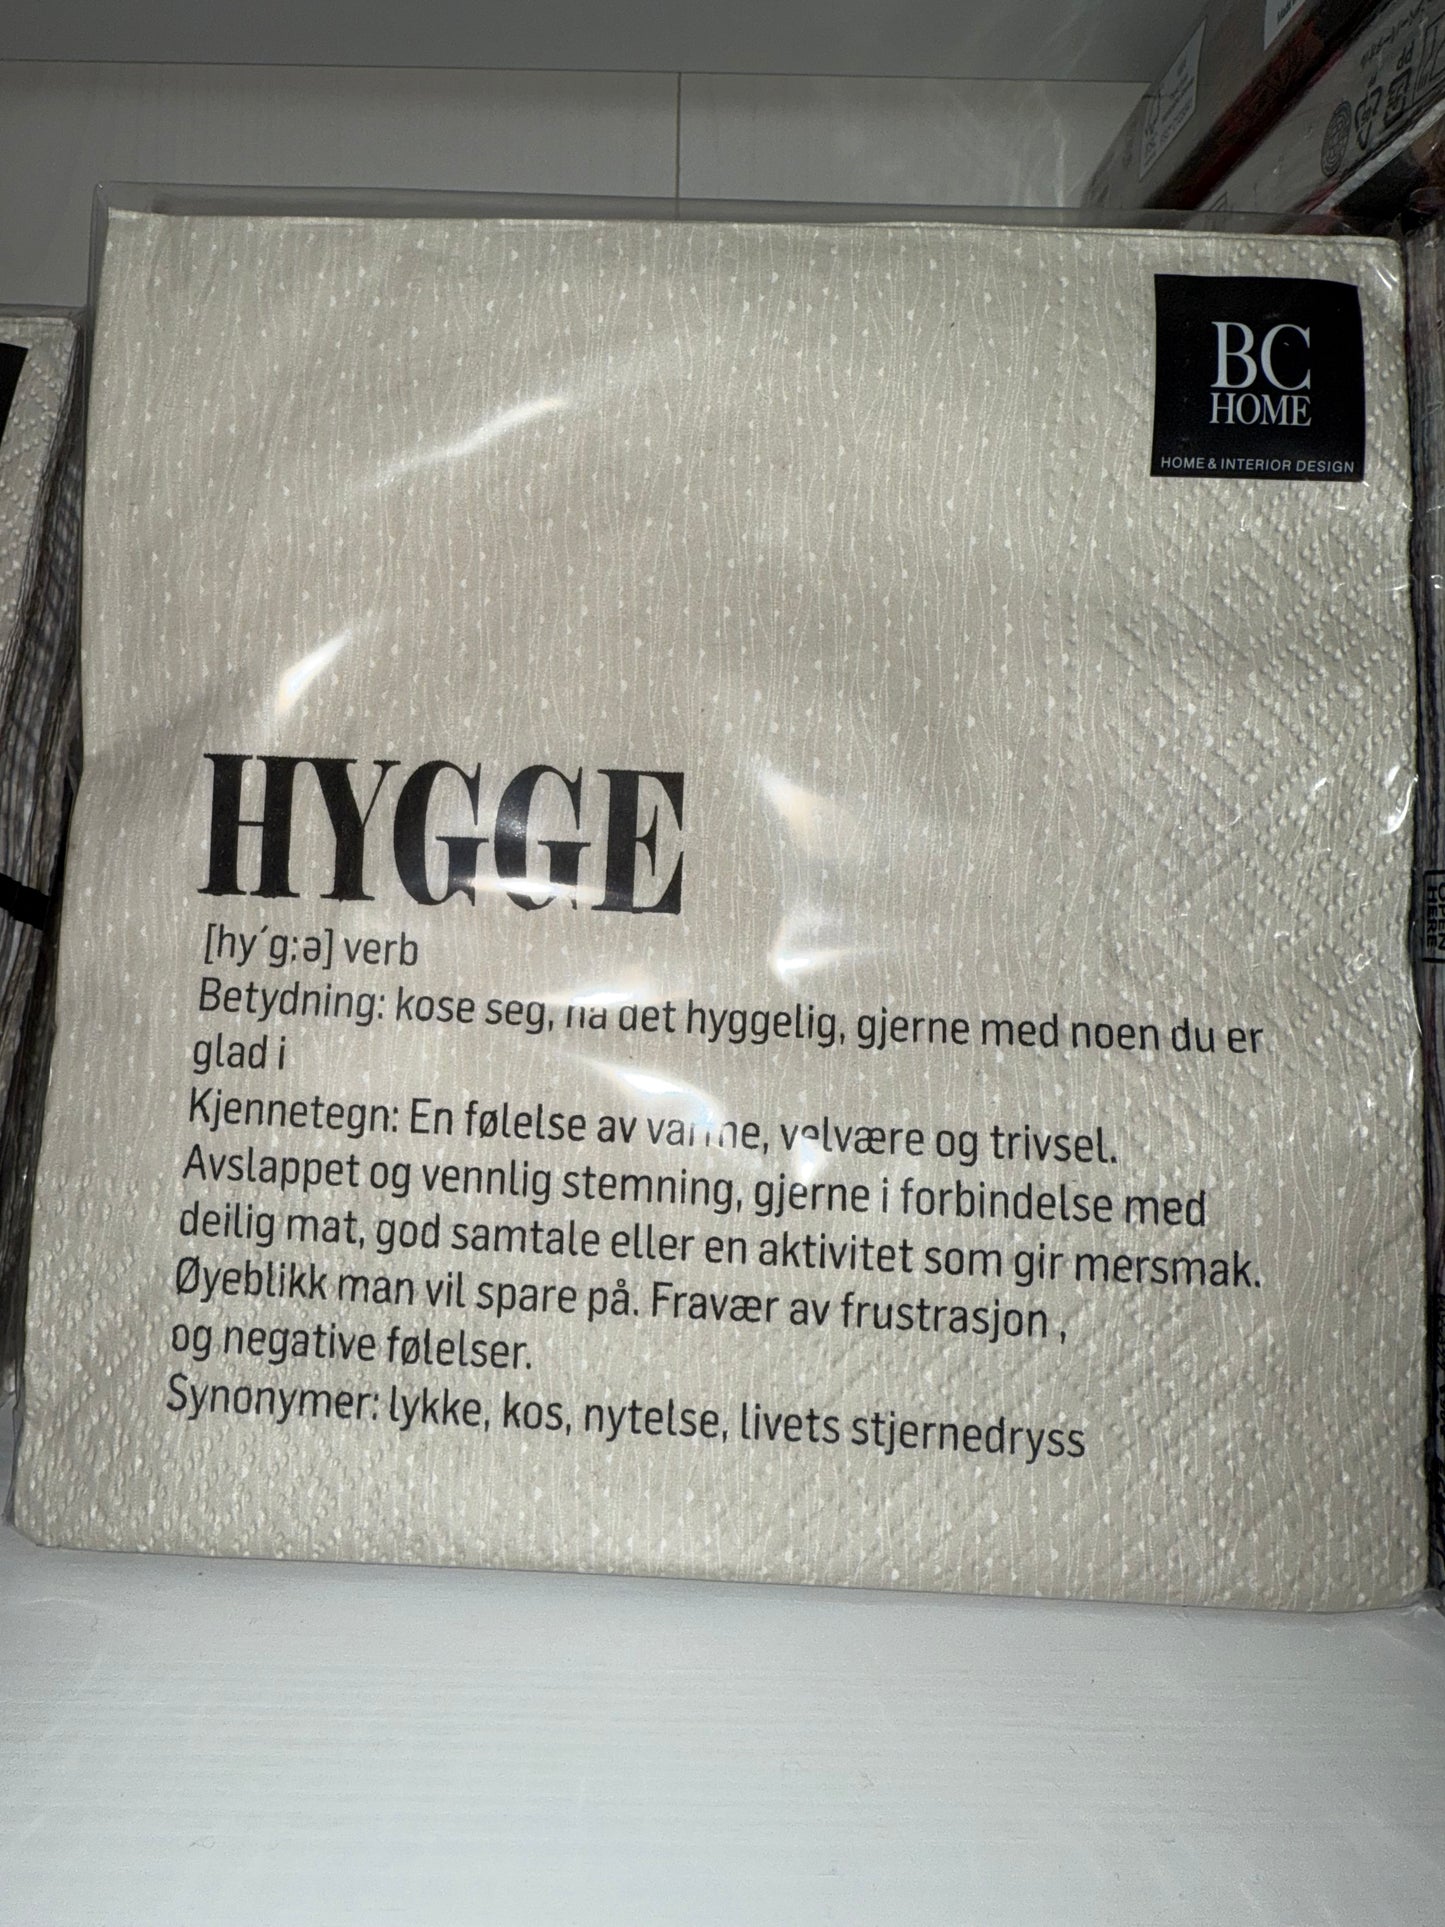 BC
HOME
HOME & INTERIOR DESIGN
HYGGE
[hy´g:ə] verb
Betydning: kose seg, ha det hyggelig, gjerne med noen du er
glad i
Kjennetegn: En følelse av varme, velvære og trivsel.
Avslappet og vennlig stemning, gjerne i forbindelse med
deilig mat, god samtale eller en aktivitet som gir mersmak.
Øyeblikk man vil spare på. Fravær av frustrasjon ,
og negative følelser.
Synonymer: lykke, kos, nytelse, livets stjernedryss
OPEN
HERE
PP